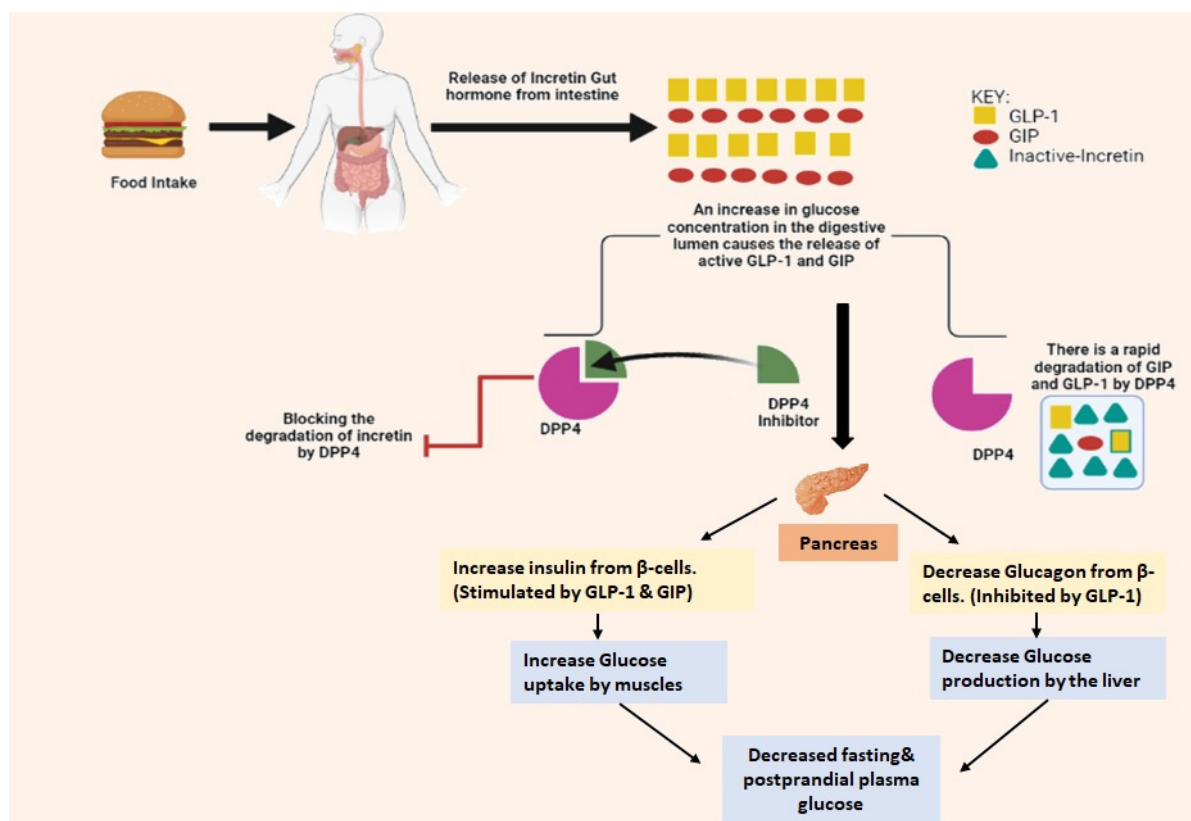 Food Intake
Release of Incretin Gut
hormone from intestine
KEY:
GLP-1
GIP
Inactive-Incretin
An increase in glucose
concentration in the digestive
lumen causes the release of
active GLP-1 and GIP
Blocking the
degradation of incretin
by DPP4
DPP4
DPP4
Inhibitor
There is a rapid
degradation of GIP
and GLP-1 by DPP4
DPP4
Pancreas
Increase insulin from β-cells.
(Stimulated by GLP-1 & GIP)
Decrease Glucagon from β-
cells. (Inhibited by GLP-1)
Increase Glucose
uptake by muscles
Decrease Glucose
production by the liver
Decreased fasting&
postprandial plasma
glucose